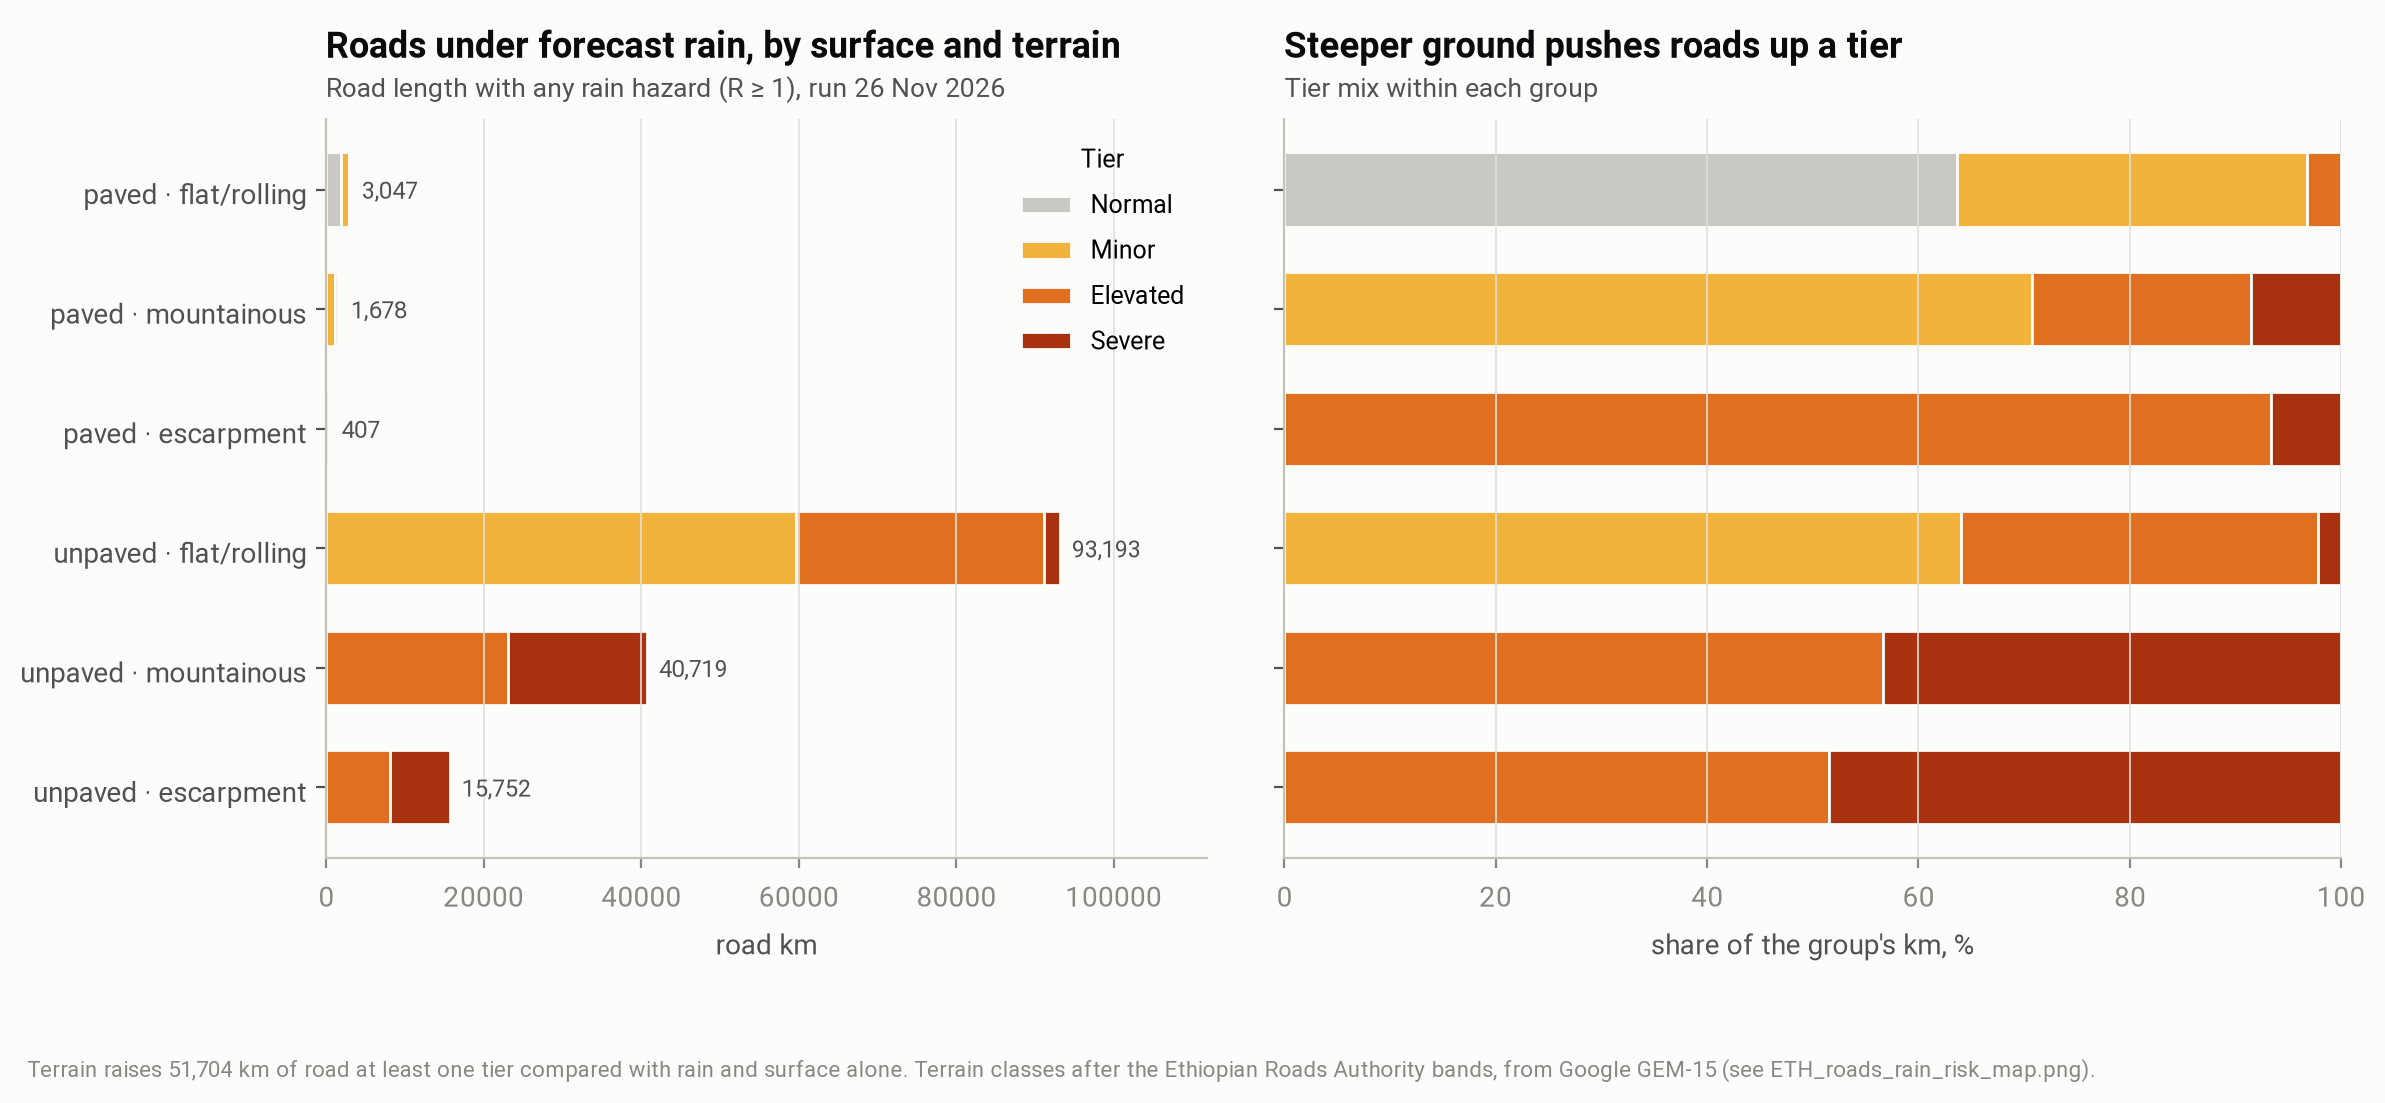 Roads under forecast rain, by surface and terrain
Road length with any rain hazard (R ≥ 1), run 26 Nov 2026
Tier
Normal
Minor
Elevated
Severe
paved · flat/rolling
3,047
paved · mountainous
1,678
paved · escarpment
407
unpaved · flat/rolling
93,193
unpaved · mountainous
40,719
unpaved · escarpment
15,752
0 20000 40000 60000 80000 100000
road km
Steeper ground pushes roads up a tier
Tier mix within each group
0 20 40 60 80 100
share of the group's km, %
Terrain raises 51,704 km of road at least one tier compared with rain and surface alone. Terrain classes after the Ethiopian Roads Authority bands, from Google GEM-15 (see ETH_roads_rain_risk_map.png).